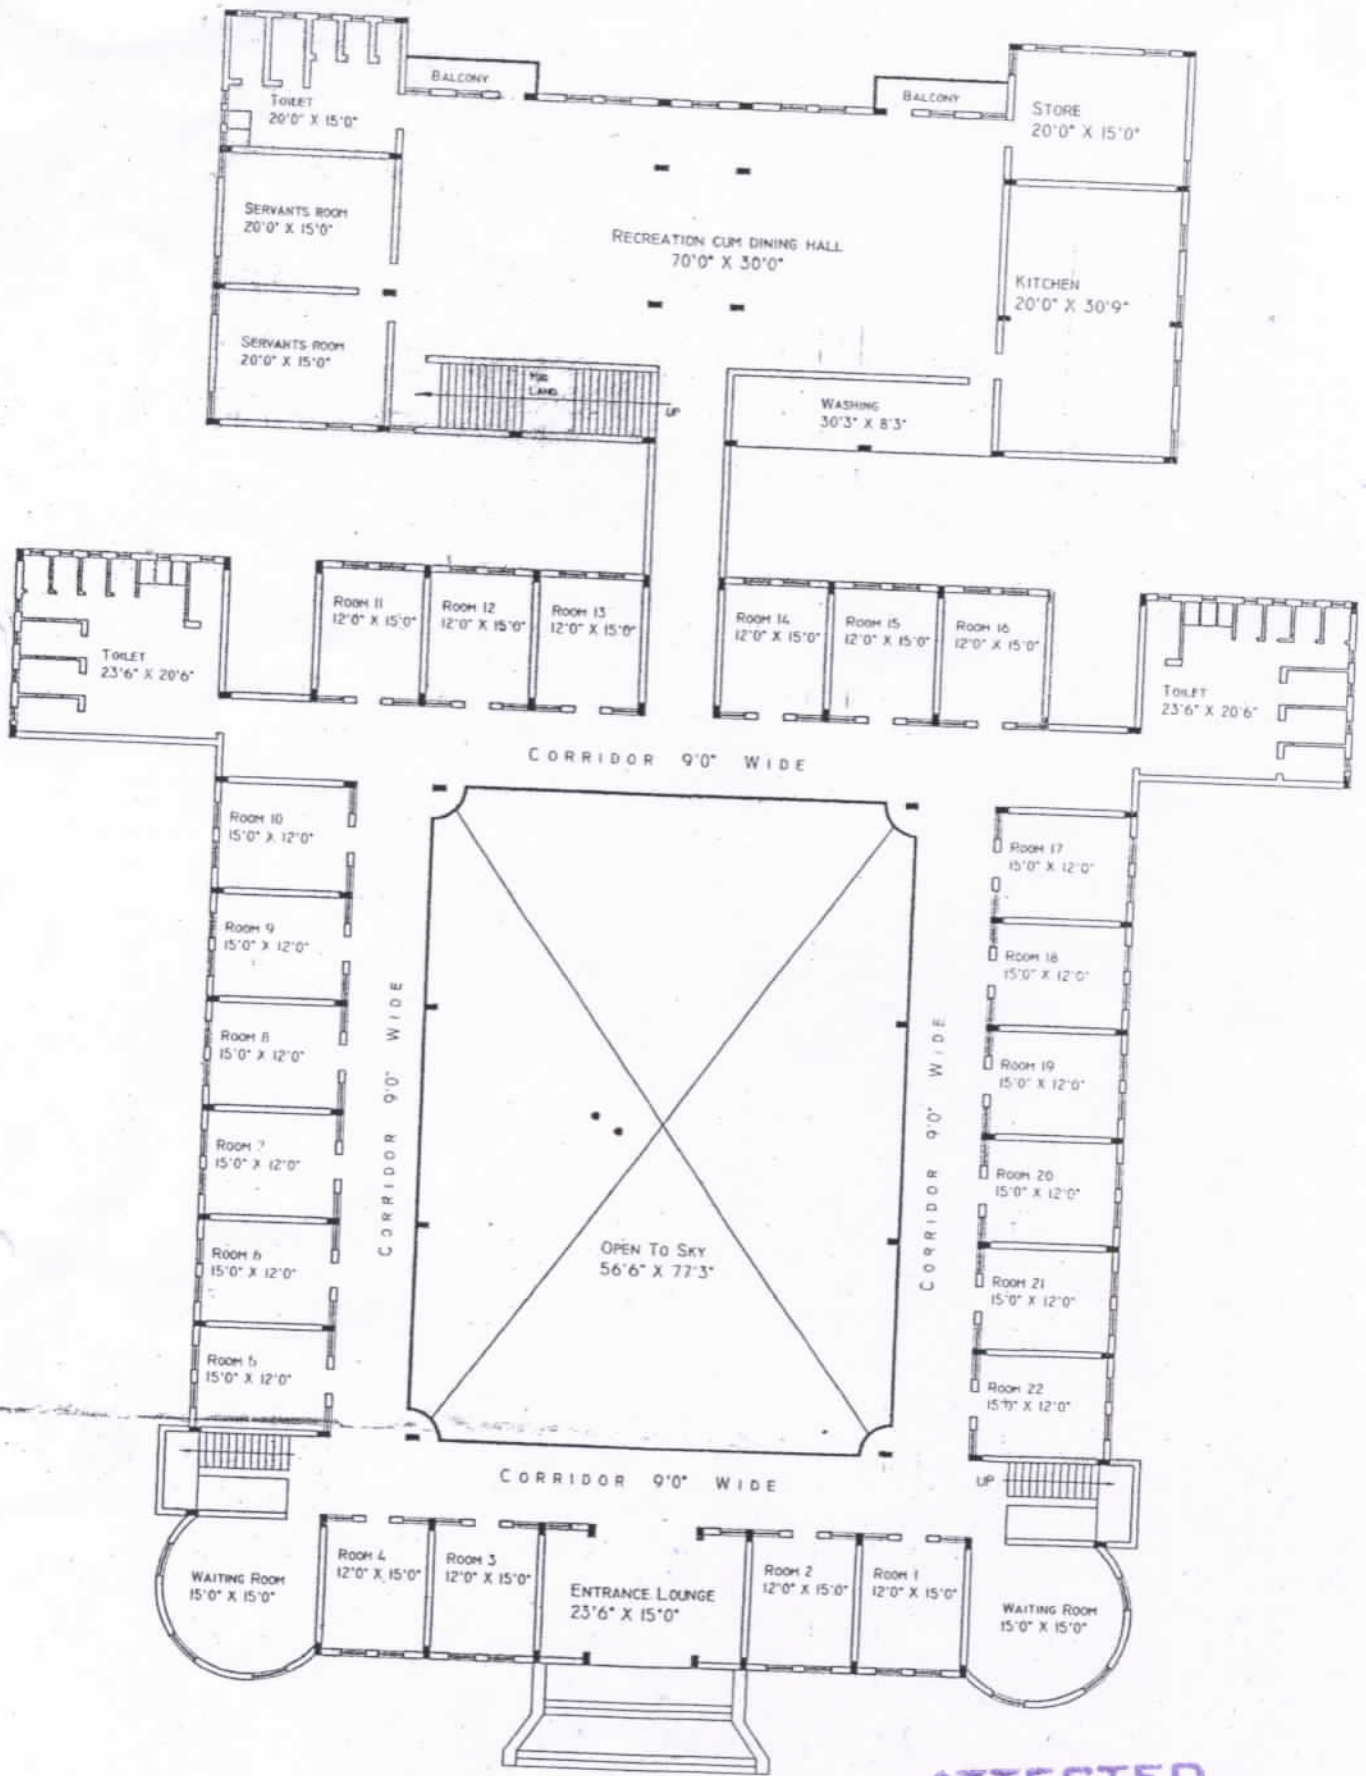 BALCONY
BALCONY
TOILET
20'0" X 15'0"
STORE
20'0" X 15'0"
SERVANTS ROOM
20'0" X 15'0"
RECREATION CUM DINING HALL
70'0" X 30'0"
KITCHEN
20'0" X 30'9"
SERVANTS ROOM
20'0" X 15'0"
LAND.
UP
WASHING
30'3" X 8'3"
ROOM 11
12'0" X 15'0"
ROOM 12
12'0" X 15'0"
ROOM 13
12'0" X 15'0"
ROOM 14
12'0" X 15'0"
ROOM 15
12'0" X 15'0"
ROOM 16
12'0" X 15'0"
TOILET
23'6" X 20'6"
TOILET
23'6" X 20'6"
CORRIDOR 9'0" WIDE
ROOM 10
15'0" X 12'0"
ROOM 17
15'0" X 12'0"
ROOM 9
15'0" X 12'0"
ROOM 18
15'0" X 12'0"
CORRIDOR 9'0" WIDE
CORRIDOR 9'0" WIDE
ROOM 8
15'0" X 12'0"
ROOM 19
15'0" X 12'0"
ROOM 7
15'0" X 12'0"
ROOM 20
15'0" X 12'0"
OPEN TO SKY
56'6" X 77'3"
ROOM 6
15'0" X 12'0"
ROOM 21
15'0" X 12'0"
ROOM 5
15'0" X 12'0"
ROOM 22
15'0" X 12'0"
CORRIDOR 9'0" WIDE
UP
WAITING ROOM
15'0" X 15'0"
ROOM 4
12'0" X 15'0"
ROOM 3
12'0" X 15'0"
ENTRANCE LOUNGE
23'6" X 15'0"
ROOM 2
12'0" X 15'0"
ROOM 1
12'0" X 15'0"
WAITING ROOM
15'0" X 15'0"
ATTESTED